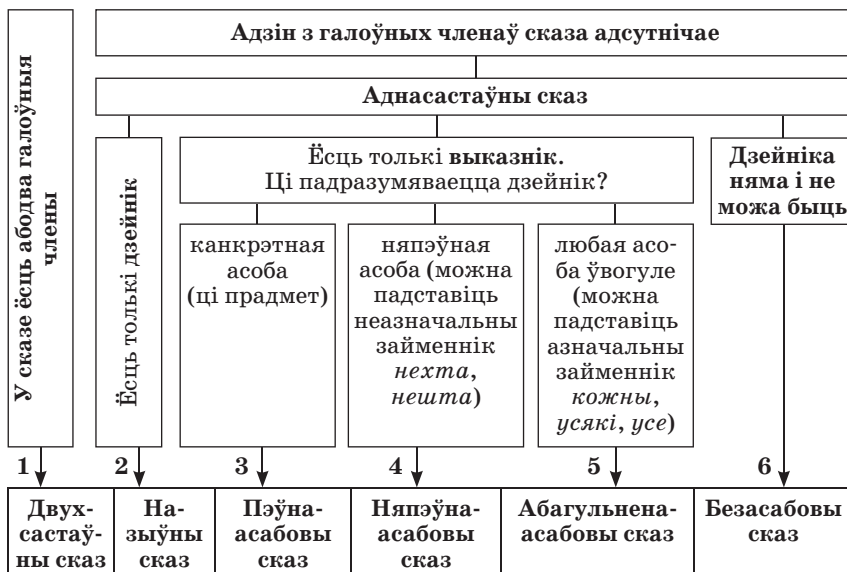 У сказе ёсць абодва галоўныя
члены
Адзін з галоўных членаў сказа адсутнічае
Аднасастаўны сказ
Ёсць толькі дзейнік
Ёсць толькі выказнік.
Ці падразумяваецца дзейнік?
Дзейніка
няма і не
можа быць
канкрэтная
асоба
(ці прадмет)
няпэўная
асоба (можна
падставіць
неазначальны
займеннік
нехта,
нешта)
любая асо-
ба ўвогуле
(можна
падставіць
азначальны
займеннік
кожны,
усякі, усе)
1
2
3
4
5
6
Двух-
састаў-
ны сказ
На-
зыўны
сказ
Пэўна-
асабовы
сказ
Няпэўна-
асабовы
сказ
Абагульнена-
асабовы сказ
Безасабовы
сказ